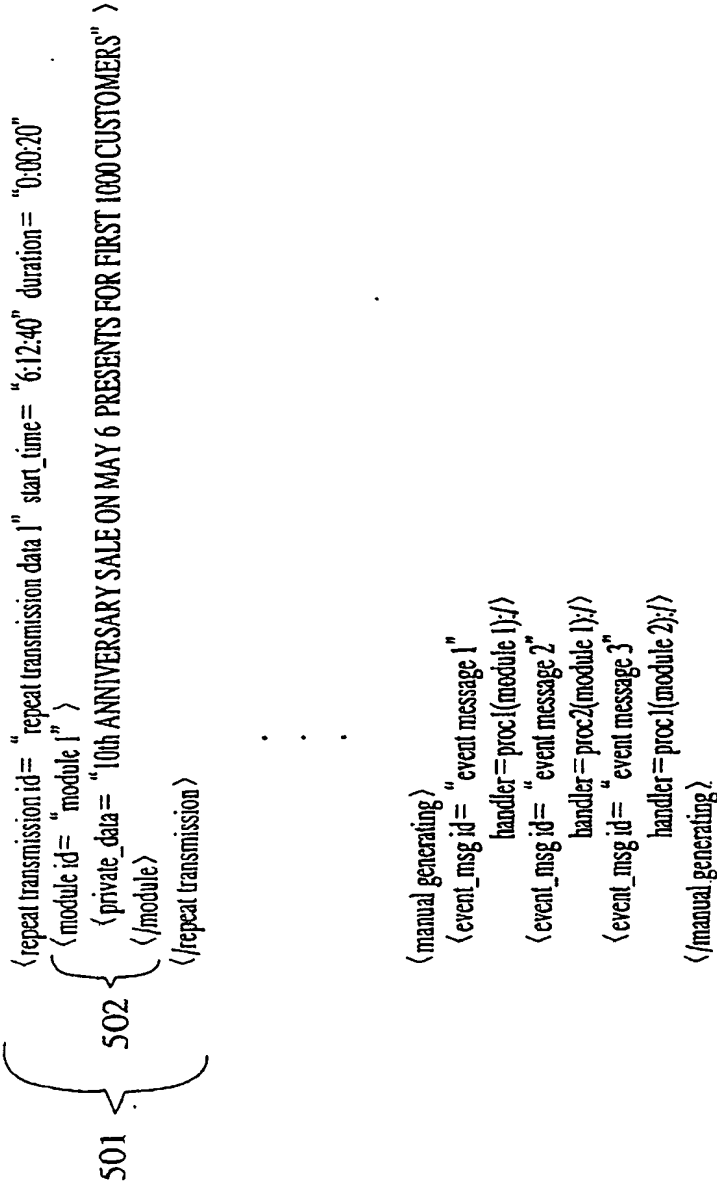 〈repeat transmission id= “repeat transmission data 1” start_time= “6:12:40” duration= “0:00:20”
〈module id= “module 1” 〉
〈private_data= “10th ANNIVERSARY SALE ON MAY 6 PRESENTS FOR FIRST 1000 CUSTOMERS” 〉
〈/module〉
〈/repeat transmission〉
501
502
〈manual generating〉
〈event_msg id= “event message 1”
handler=proc1(module 1):/〉
〈event_msg id= “event message 2”
handler=proc2(module 1):/〉
〈event_msg id= “event message 3”
handler=proc1(module 2):/〉
〈/manual generating〉